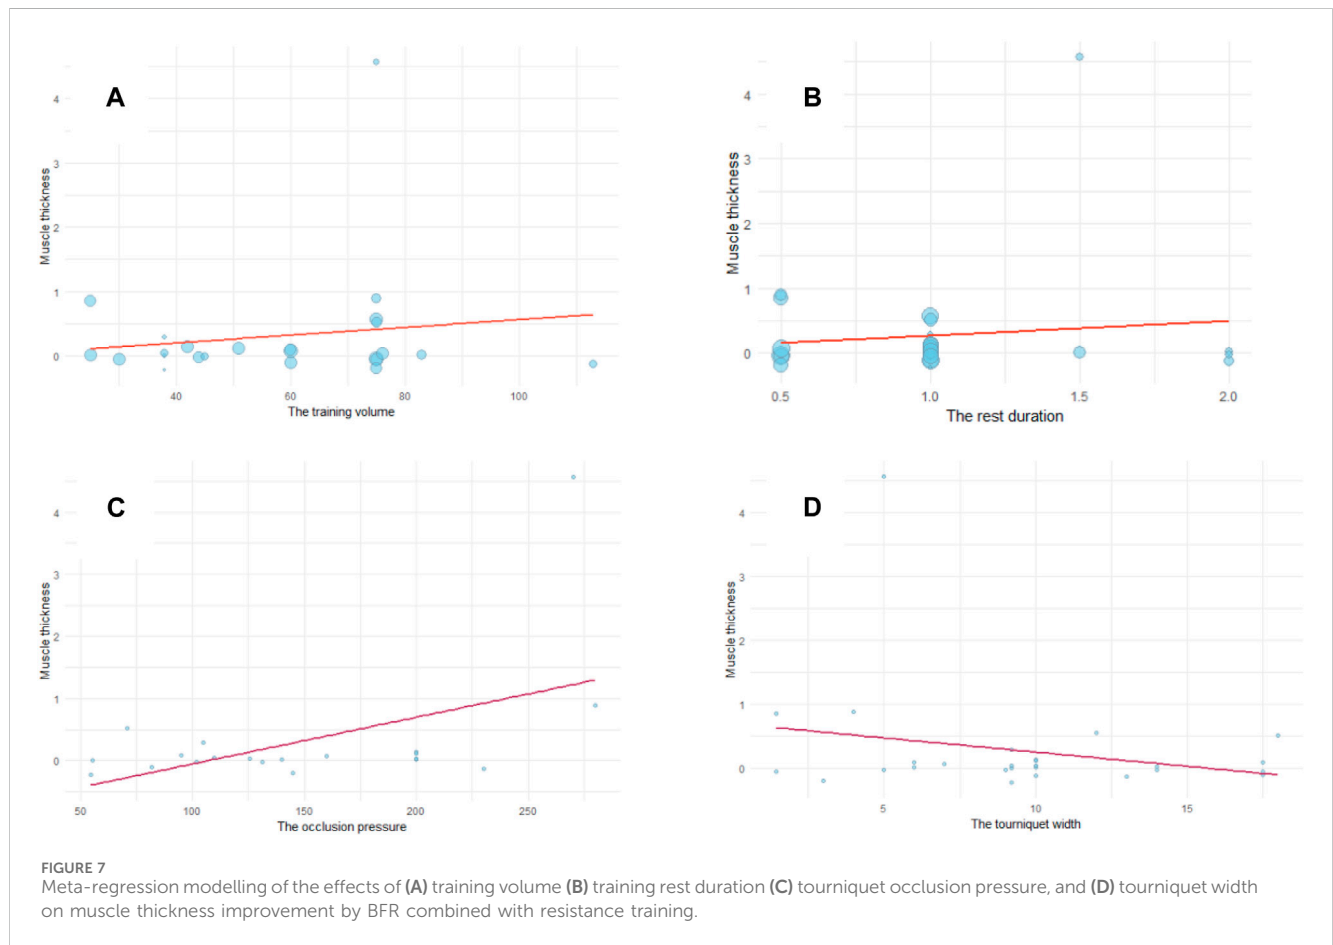 A
4
3
2
1
0
Muscle thickness
40 60 80 100
The training volume
B
4
3
2
1
0
Muscle thickness
0.5 1.0 1.5 2.0
The rest duration
C
4
3
2
1
0
Muscle thickness
50 100 150 200 250
The occlusion pressure
D
4
3
2
1
0
Muscle thickness
5 10 15
The tourniquet width
FIGURE 7
Meta-regression modelling of the effects of (A) training volume (B) training rest duration (C) tourniquet occlusion pressure, and (D) tourniquet width
on muscle thickness improvement by BFR combined with resistance training.